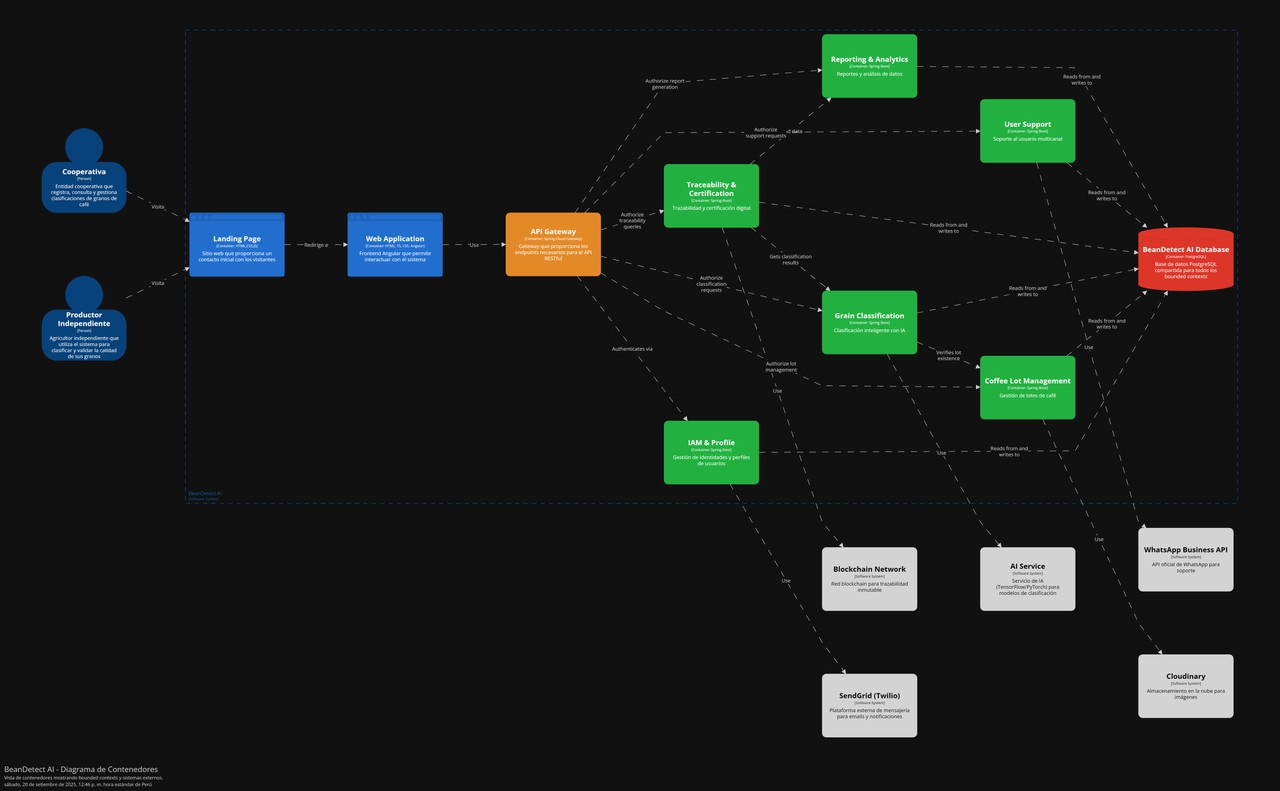 Reporting & Analytics
[Container: Spring Boot]
Reportes y análisis de datos
Authorize report
generation
Reads from and
writes to
User Support
[Container: Spring Boot]
Soporte al usuario multicanal
Authorize
support requests
d data
Cooperativa
[Person]
Entidad cooperativa que
registra, consulta y gestiona
clasificaciones de granos de
café
Visita
Traceability &
Certification
[Container: Spring Boot]
Trazabilidad y certificación digital
Authorize
traceability
queries
Reads from and
writes to
Reads from and
writes to
Landing Page
[Container: HTML,CSS,JS]
Sitio web que proporciona un
contacto inicial con los visitantes
Redirige a
Web Application
[Container: HTML, TS, CSS, Angular]
Frontend Angular que permite
interactuar con el sistema
Use
API Gateway
[Container: Spring Cloud Gateway]
Gateway que proporciona los
endpoints necesarios para el API
RESTful
BeanDetect AI Database
[Container: PostgreSQL]
Base de datos PostgreSQL
compartida para todos los
bounded contexts
Gets classification
results
Authorize
classification
requests
Visita
Productor
Independiente
[Person]
Agricultor independiente que
utiliza el sistema para
clasificar y validar la calidad
de sus granos
Grain Classification
[Container: Spring Boot]
Clasificación inteligente con IA
Reads from and
writes to
Reads from and
writes to
Authenticates via
Verifies lot
existence
Use
Authorize lot
management
Use
Coffee Lot Management
[Container: Spring Boot]
Gestión de lotes de café
IAM & Profile
[Container: Spring Boot]
Gestión de identidades y perfiles
de usuarios
Use
Reads from and
writes to
BeanDetect AI
[Software System]
Use
Use
Blockchain Network
[Software System]
Red blockchain para trazabilidad
inmutable
AI Service
[Software System]
Servicio de IA
(TensorFlow/PyTorch) para
modelos de clasificación
WhatsApp Business API
[Software System]
API oficial de WhatsApp para
soporte
SendGrid (Twilio)
[Software System]
Plataforma externa de mensajería
para emails y notificaciones
Cloudinary
[Software System]
Almacenamiento en la nube para
imágenes
BeanDetect AI - Diagrama de Contenedores
Vista de contenedores mostrando bounded contexts y sistemas externos.
sábado, 20 de setiembre de 2025, 12:46 p. m. hora estándar de Perú